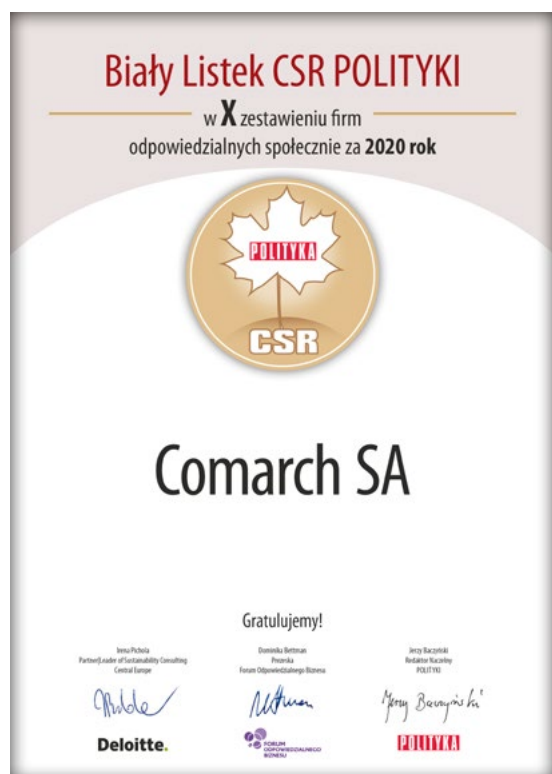 Biały Listek CSR POLITYKI
w X zestawieniu firm
odpowiedzialnych społecznie za 2020 rok
POLITYKA
CSR
Comarch SA
Gratulujemy!
Irena Pichola
Partner|Leader of Sustainability Consulting
Central Europe
Deloitte.
Dominika Bettman
Prezeska
Forum Odpowiedzialnego Biznesu
FORUM
ODPOWIEDZIALNEGO
BIZNESU
Jerzy Baczyński
Redaktor Naczelny
POLITYKI
Jerzy Baczyński
POLITYKA